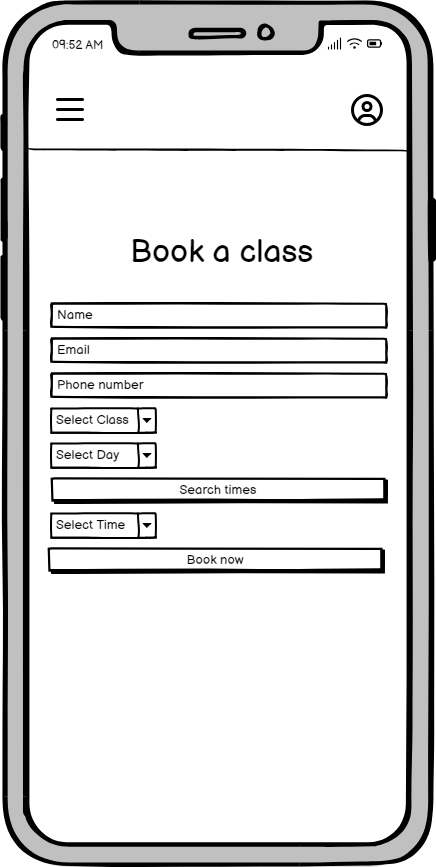 09:52 AM
Book a class
Name
Email
Phone number
Select Class
Select Day
Search times
Select Time
Book now